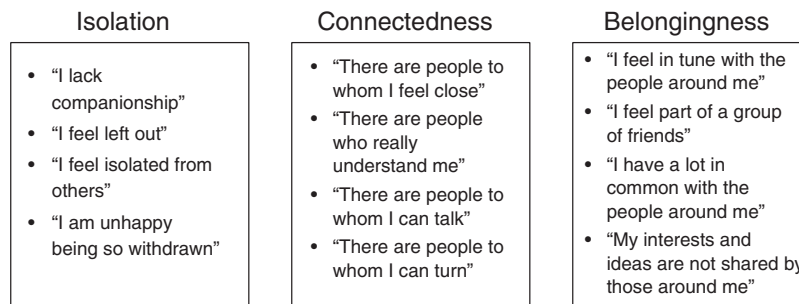 Isolation
• “I lack
companionship”
• “I feel left out”
• “I feel isolated from
others”
• “I am unhappy
being so withdrawn”
Connectedness
• “There are people to
whom I feel close”
• “There are people
who really
understand me”
• “There are people to
whom I can talk”
• “There are people to
whom I can turn”
Belongingness
• “I feel in tune with the
people around me”
• “I feel part of a group
of friends”
• “I have a lot in
common with the
people around me”
• “My interests and
ideas are not shared by
those around me”